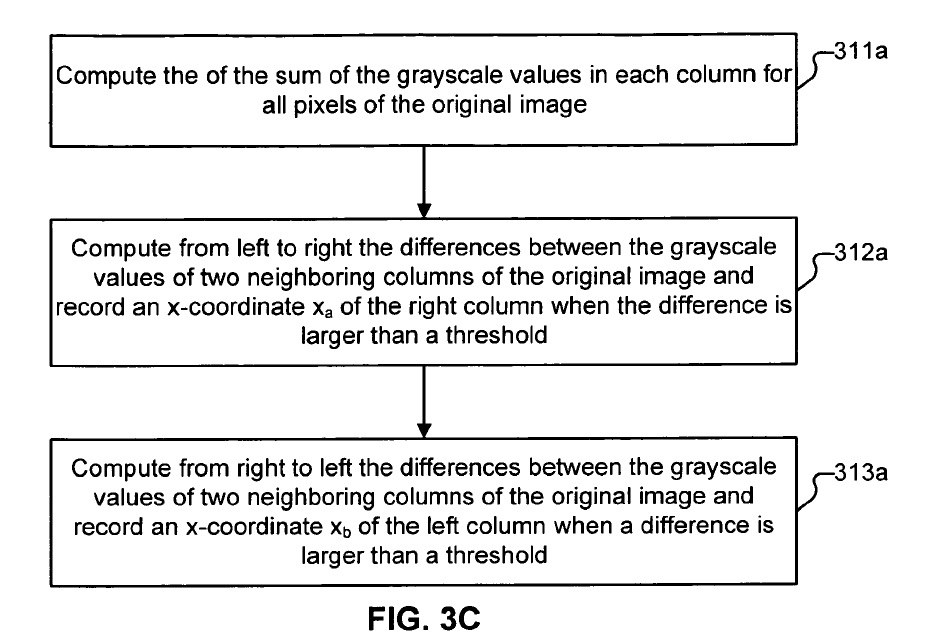 Compute the of the sum of the grayscale values in each column for
all pixels of the original image
311a
Compute from left to right the differences between the grayscale
values of two neighboring columns of the original image and
record an x-coordinate xₐ of the right column when the difference is
larger than a threshold
312a
Compute from right to left the differences between the grayscale
values of two neighboring columns of the original image and
record an x-coordinate x_b of the left column when a difference is
larger than a threshold
313a
FIG. 3C